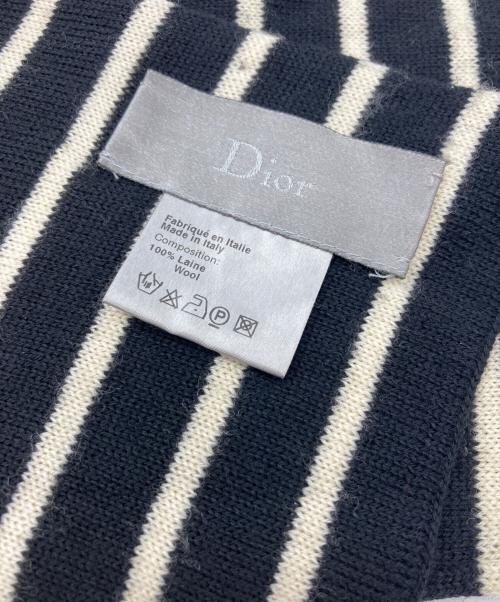 Dior
Fabriqué en Italie
Made in Italy
Composition:
100% Laine
Wool
P